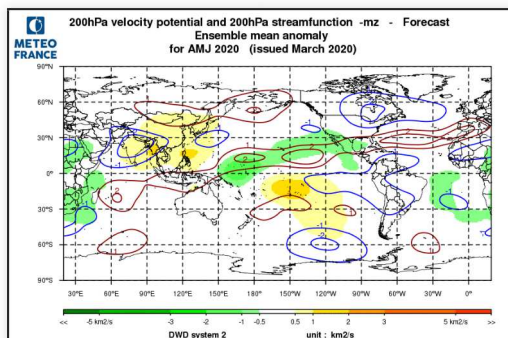 METEO
FRANCE
200hPa velocity potential and 200hPa streamfunction -mz - Forecast
Ensemble mean anomaly
for AMJ 2020 (issued March 2020)
90°N
60°N
30°N
0°
30°S
60°S
90°S
30°E 60°E 90°E 120°E 150°E 180° 150°W 120°W 90°W 60°W 30°W 0°
<< -5 km2/s -3 -2 -1 -0.5 0.5 1 2 3 5 km2/s >>
DWD system 2 unit : km2/s